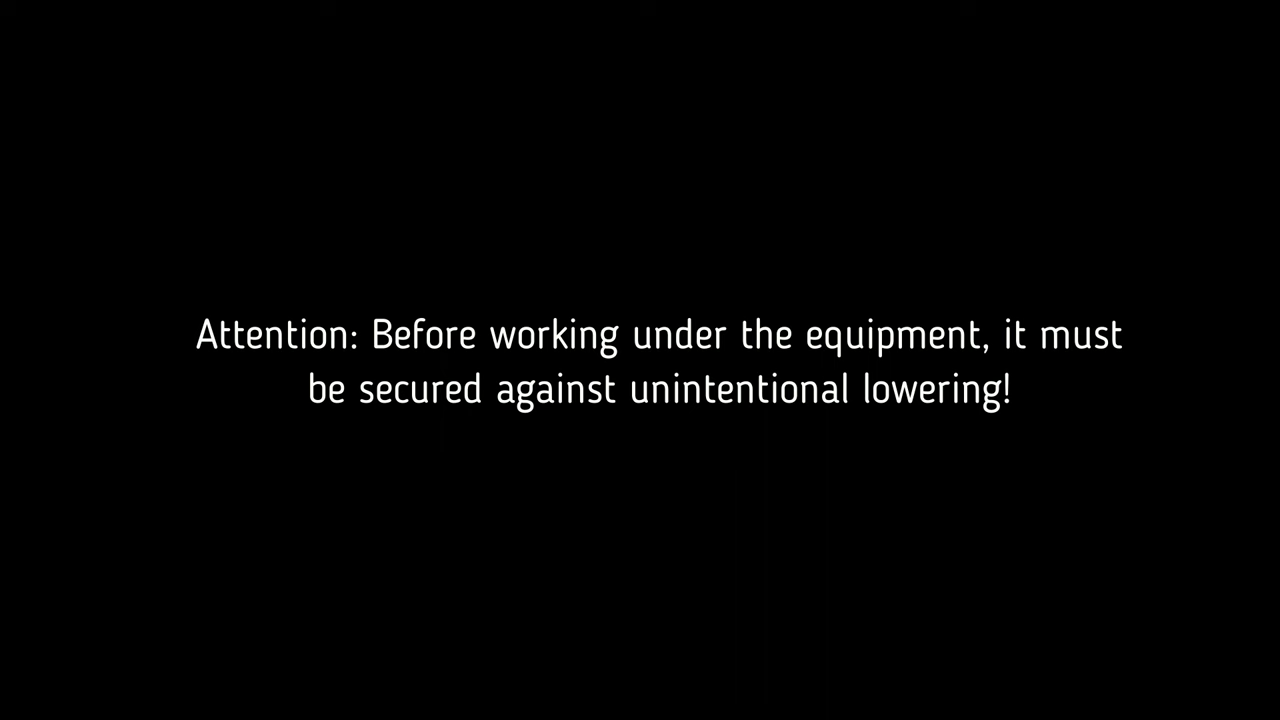 Attention: Before working under the equipment, it must
be secured against unintentional lowering!